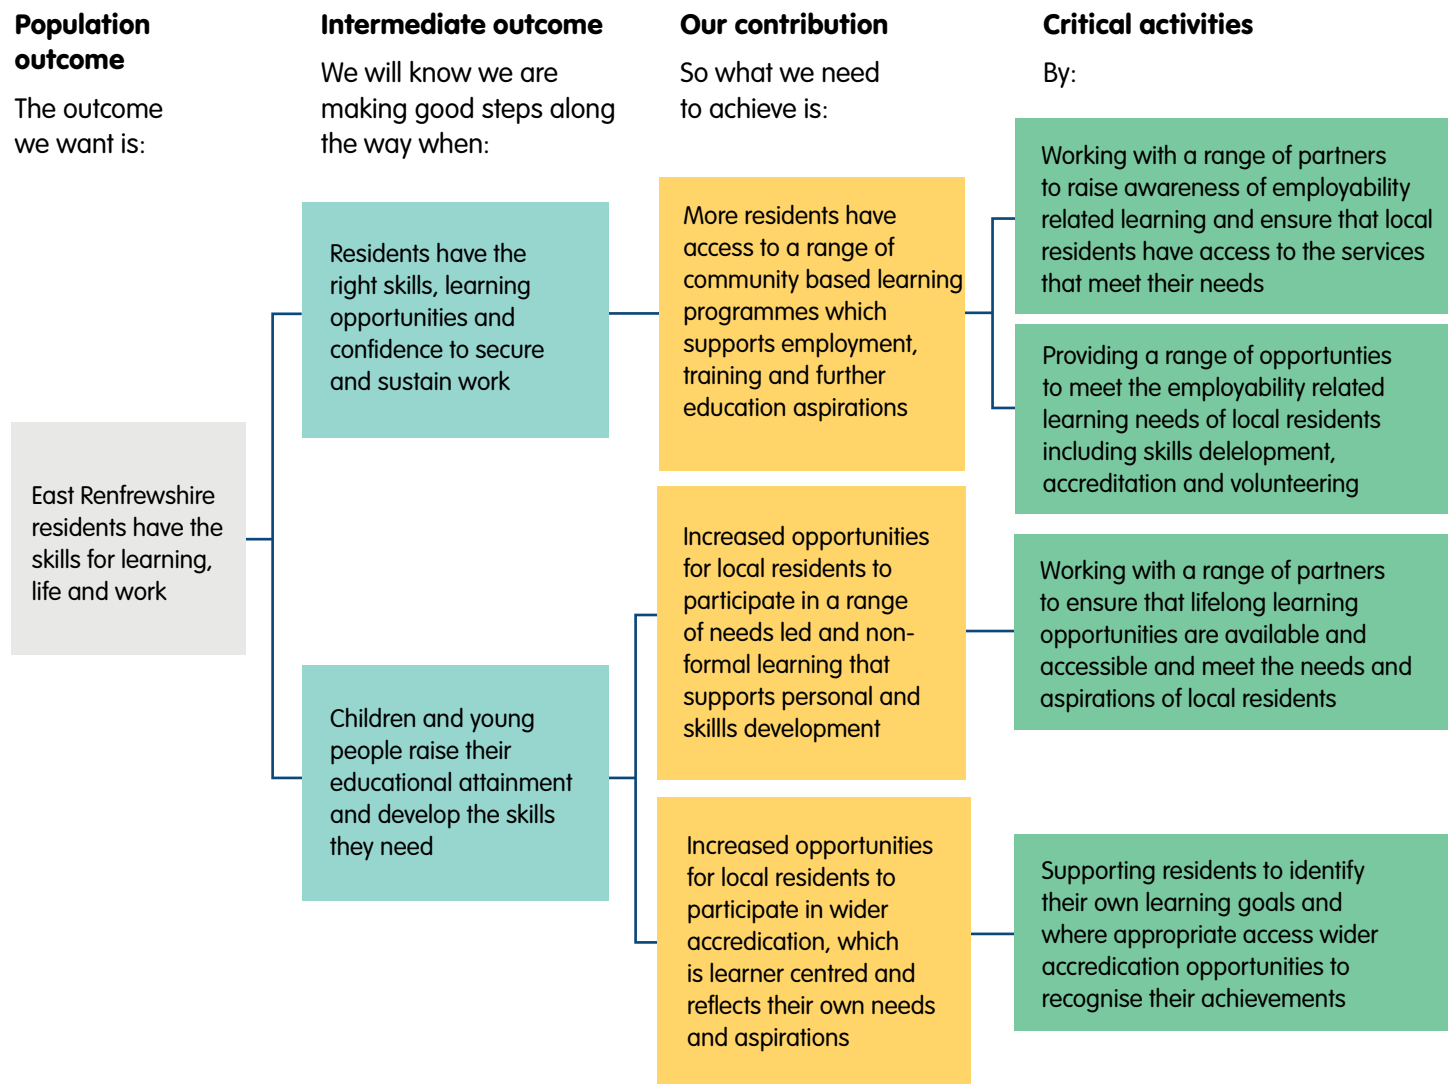 Population
outcome
The outcome
we want is:
Intermediate outcome
We will know we are
making good steps along
the way when:
Our contribution
So what we need
to achieve is:
Critical activities
By:
East Renfrewshire
residents have the
skills for learning,
life and work
Residents have the
right skills, learning
opportunities and
confidence to secure
and sustain work
Children and young
people raise their
educational attainment
and develop the skills
they need
More residents have
access to a range of
community based learning
programmes which
supports employment,
training and further
education aspirations
Increased opportunities
for local residents to
participate in a range
of needs led and non-
formal learning that
supports personal and
skillls development
Increased opportunities
for local residents to
participate in wider
accredication, which
is learner centred and
reflects their own needs
and aspirations
Working with a range of partners
to raise awareness of employability
related learning and ensure that local
residents have access to the services
that meet their needs
Providing a range of opportunties
to meet the employability related
learning needs of local residents
including skills delelopment,
accreditation and volunteering
Working with a range of partners
to ensure that lifelong learning
opportunities are available and
accessible and meet the needs and
aspirations of local residents
Supporting residents to identify
their own learning goals and
where appropriate access wider
accredication opportunities to
recognise their achievements